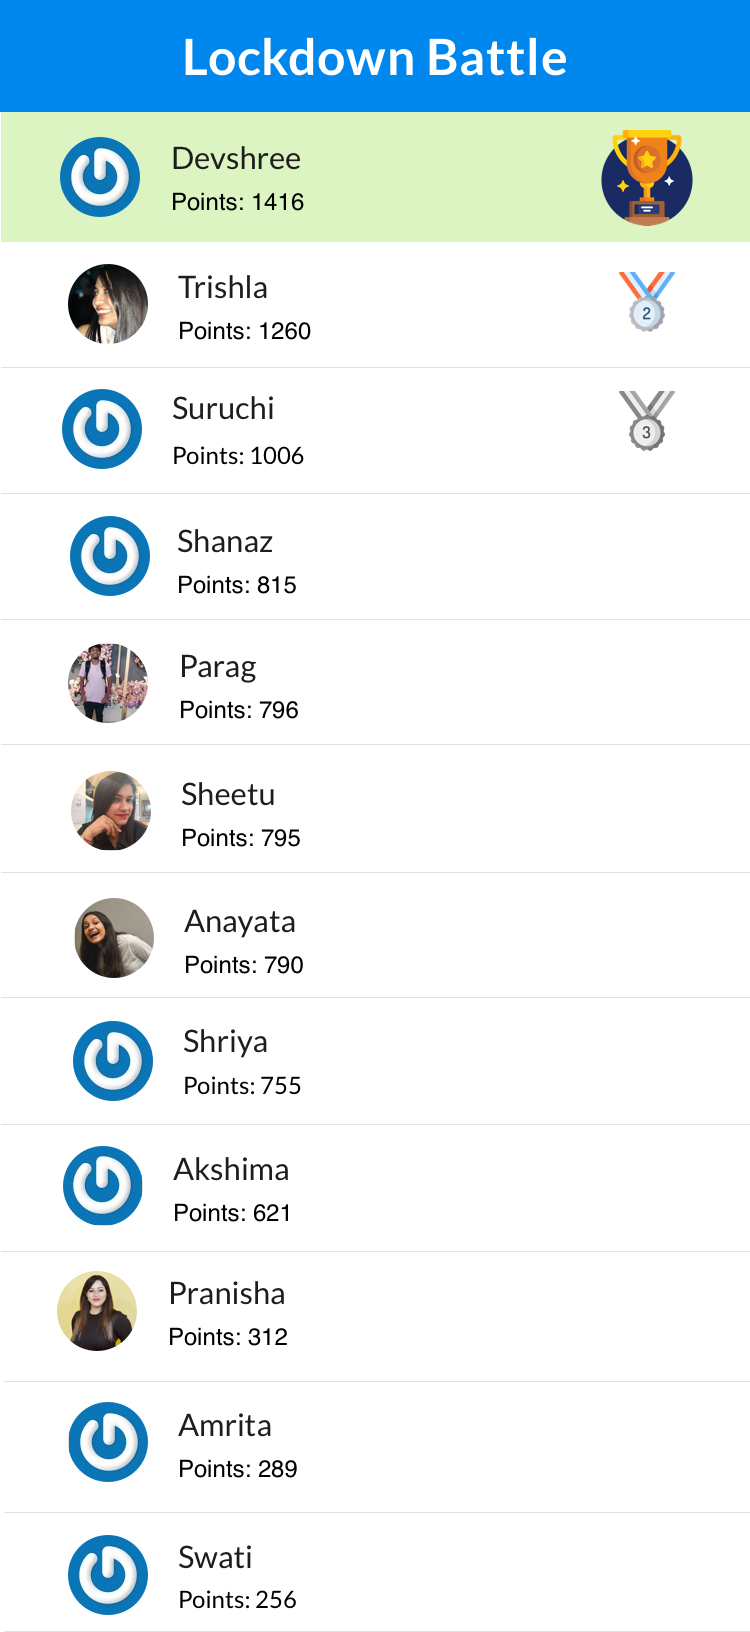 Lockdown Battle
Devshree
Points: 1416
Trishla
Points: 1260
2
Suruchi
Points: 1006
3
Shanaz
Points: 815
Parag
Points: 796
Sheetu
Points: 795
Anayata
Points: 790
Shriya
Points: 755
Akshima
Points: 621
Pranisha
Points: 312
Amrita
Points: 289
Swati
Points: 256